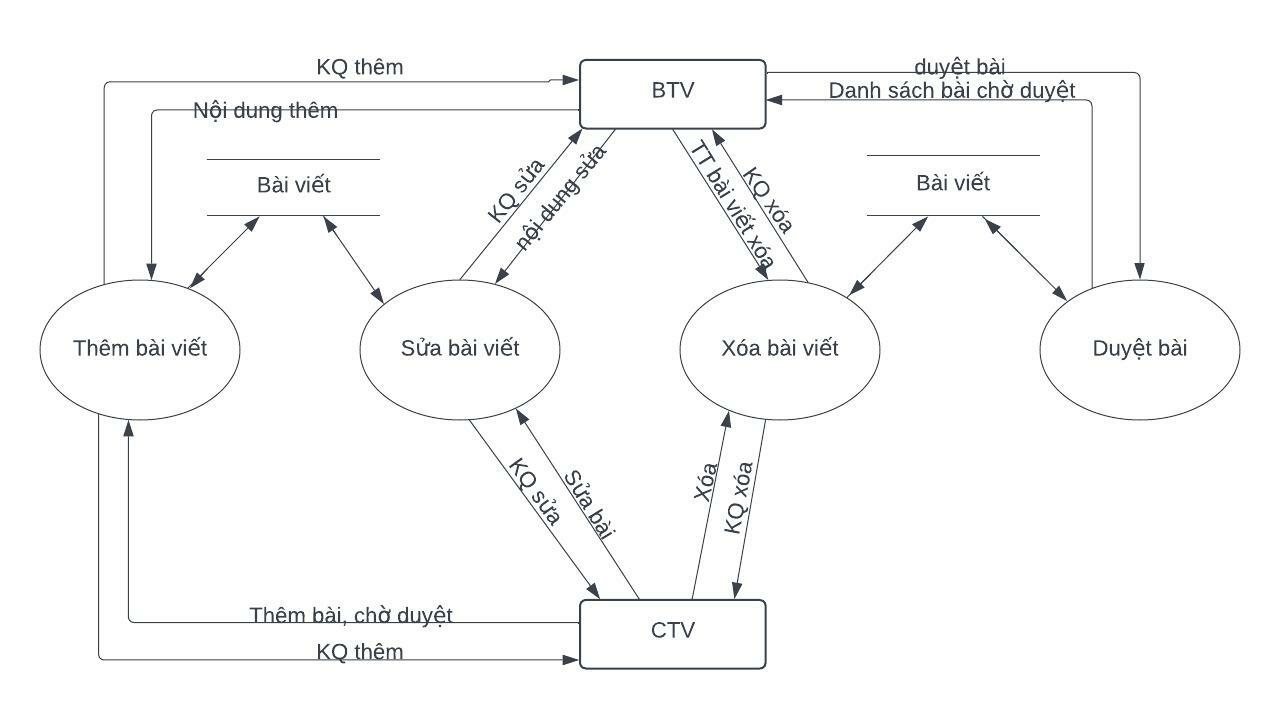 KQ thêm
BTV
duyệt bài
Danh sách bài chờ duyệt
Nội dung thêm
Bài viết
KQ sửa
nội dung sửa
TT bài viết xóa
KQ xóa
Bài viết
Thêm bài viết
Sửa bài viết
Xóa bài viết
Duyệt bài
KQ sửa
Sửa bài
Xóa
KQ xóa
Thêm bài, chờ duyệt
CTV
KQ thêm